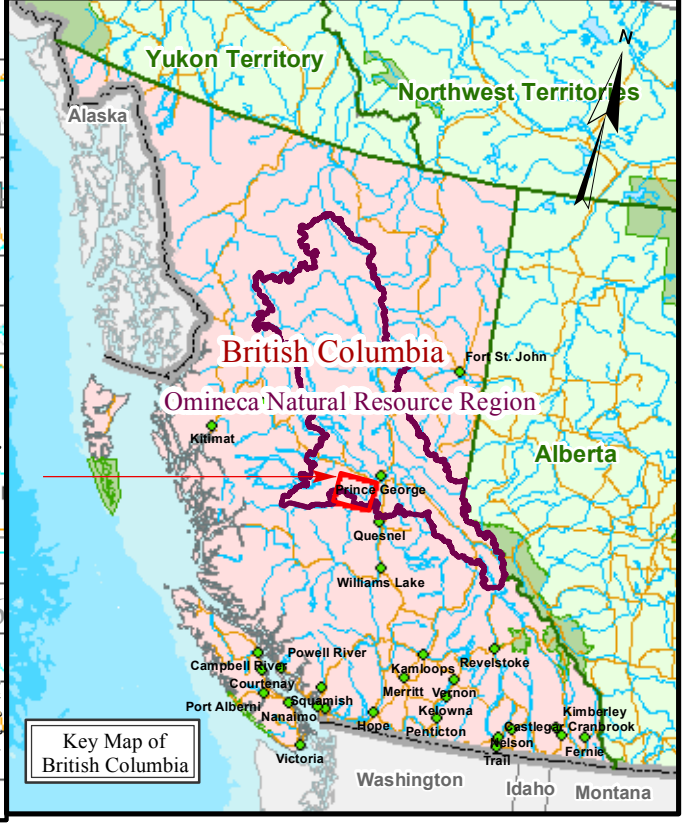 N
Yukon Territory
Northwest Territories
Alaska
British Columbia
Fort St. John
Omineca Natural Resource Region
Kitimat
Alberta
Prince George
Quesnel
Williams Lake
Powell River
Campbell River
Kamloops
Revelstoke
Courtenay
Merritt
Vernon
Port Alberni
Squamish
Nanaimo
Kelowna
Kimberley
Hope
Penticton
Castlegar
Cranbrook
Nelson
Fernie
Victoria
Trail
Key Map of
British Columbia
Washington
Idaho
Montana